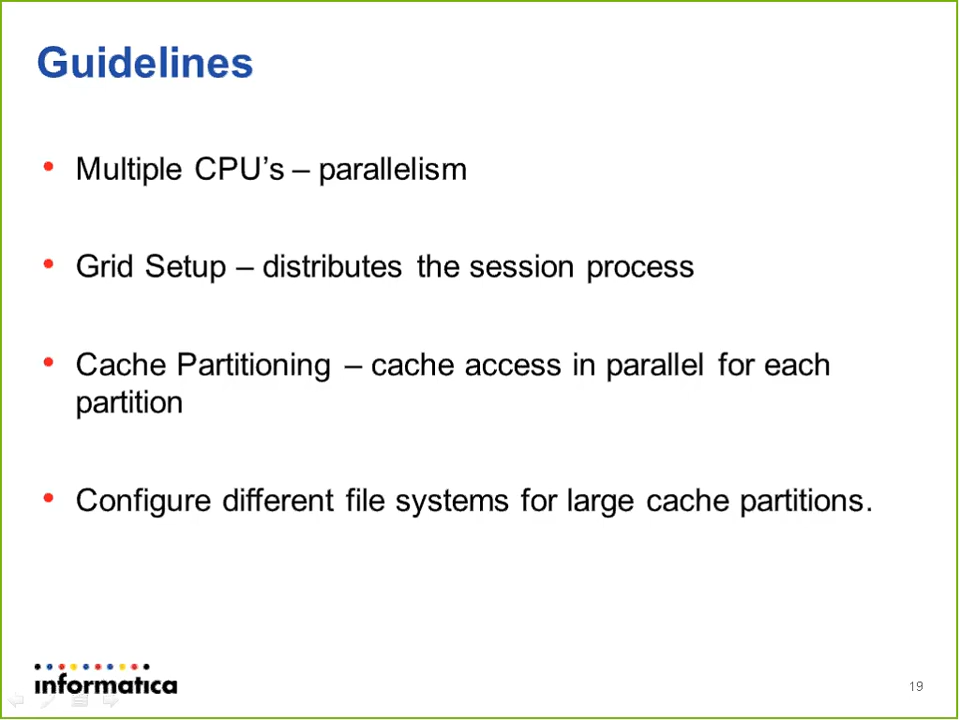 Guidelines
• Multiple CPU’s – parallelism
• Grid Setup – distributes the session process
• Cache Partitioning – cache access in parallel for each
partition
• Configure different file systems for large cache partitions.
informatica
19